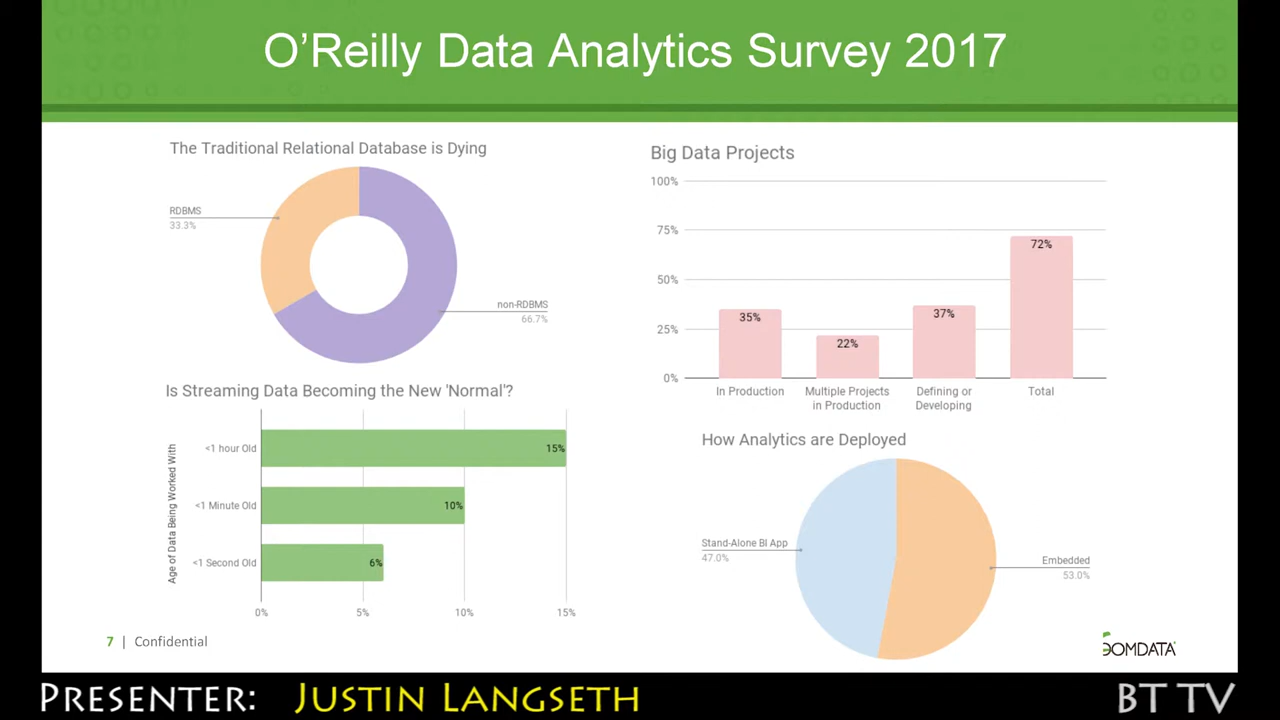 O'Reilly Data Analytics Survey 2017
The Traditional Relational Database is Dying
RDBMS
33.3%
non-RDBMS
66.7%
Big Data Projects
100%
75%
50%
25%
0%
35%
22%
37%
72%
In Production
Multiple Projects
in Production
Defining or
Developing
Total
Is Streaming Data Becoming the New 'Normal'?
Age of Data Being Worked With
<1 hour Old
15%
<1 Minute Old
10%
<1 Second Old
6%
0%
5%
10%
15%
How Analytics are Deployed
Stand-Alone BI App
47.0%
Embedded
53.0%
7 | Confidential
OMDATA
PRESENTER: JUSTIN LANGSETH
BT TV